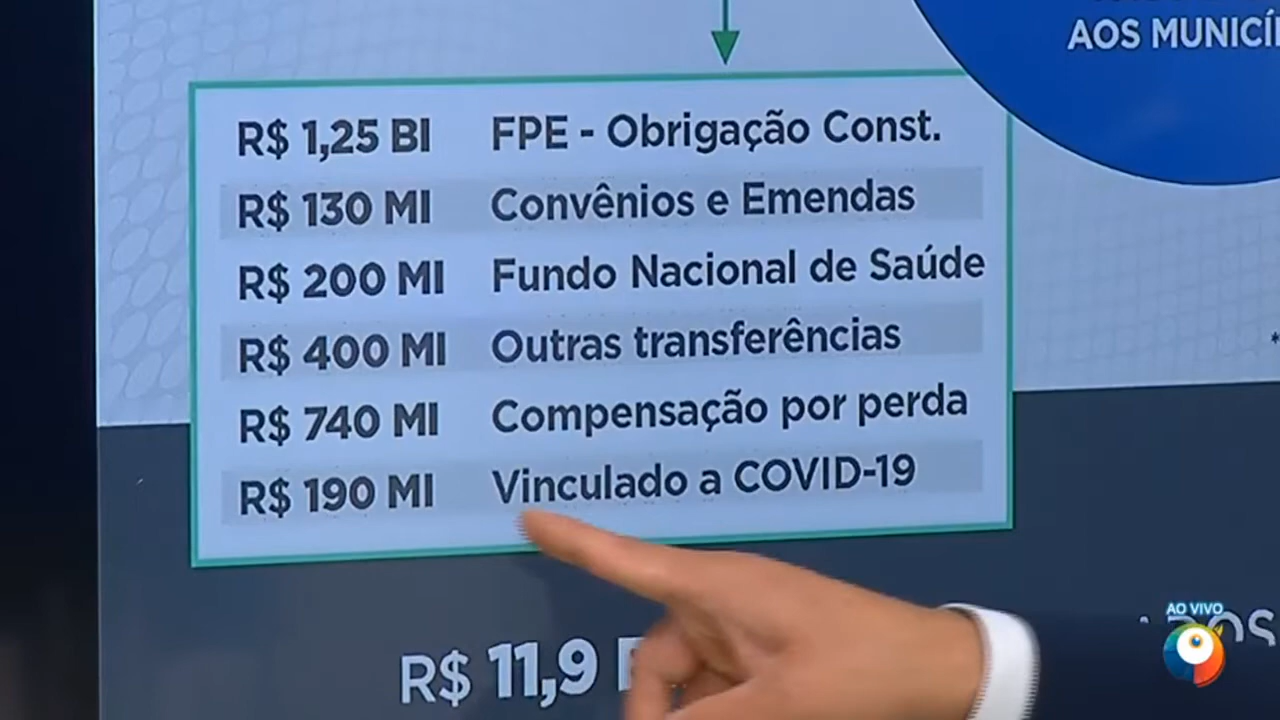 AOS
R$ 1,25 BI FPE - Obrigação Const.
R$ 130 MI Convênios e Emendas
R$ 200 MI Fundo Nacional de Saúde
R$ 400 MI Outras transferências
R$ 740 MI Compensação por perda
R$ 190 MI Vinculado a COVID-19
R$ 11,9
AO VIVO